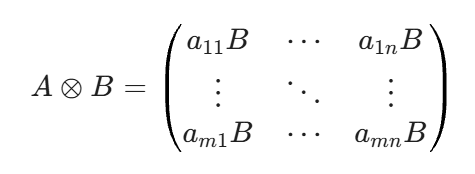 A ⊗ B = ( a₁₁B ⋯ a₁ₙB
⋮ ⋱ ⋮
aₘ₁B ⋯ aₘₙB )